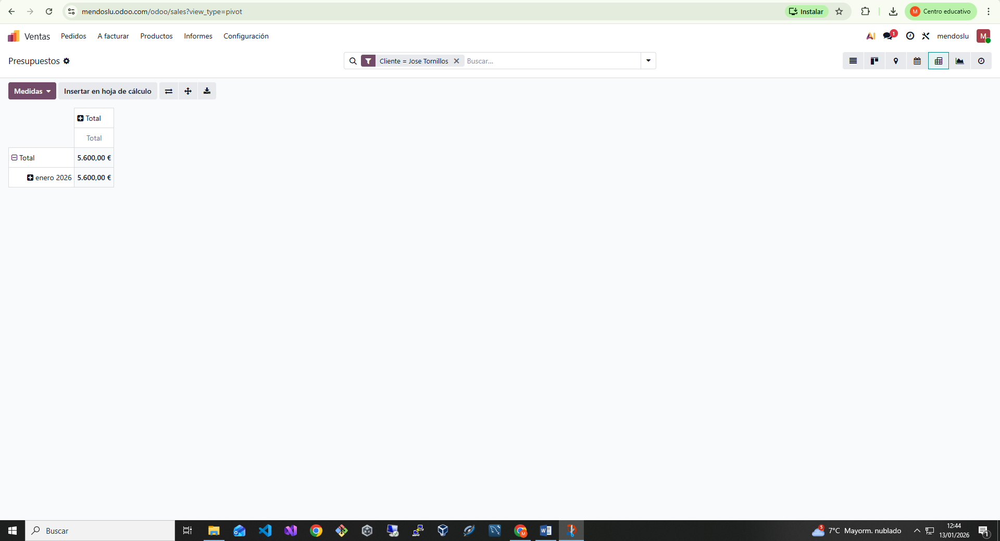 mendoslu.odoo.com/odoo/sales?view_type=pivot
Instalar
M Centro educativo
Ventas Pedidos A facturar Productos Informes Configuración
AI 1 mendoslu M
Presupuestos
Cliente = Jose Tornillos Buscar...
Medidas Insertar en hoja de cálculo
Total
Total
Total 5.600,00 €
enero 2026 5.600,00 €
Buscar
M
5 7°C Mayorm. nublado
12:44
13/01/2026
1